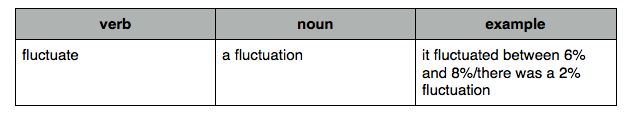 verb noun example
fluctuate a fluctuation it fluctuated between 6%
and 8%/there was a 2%
fluctuation